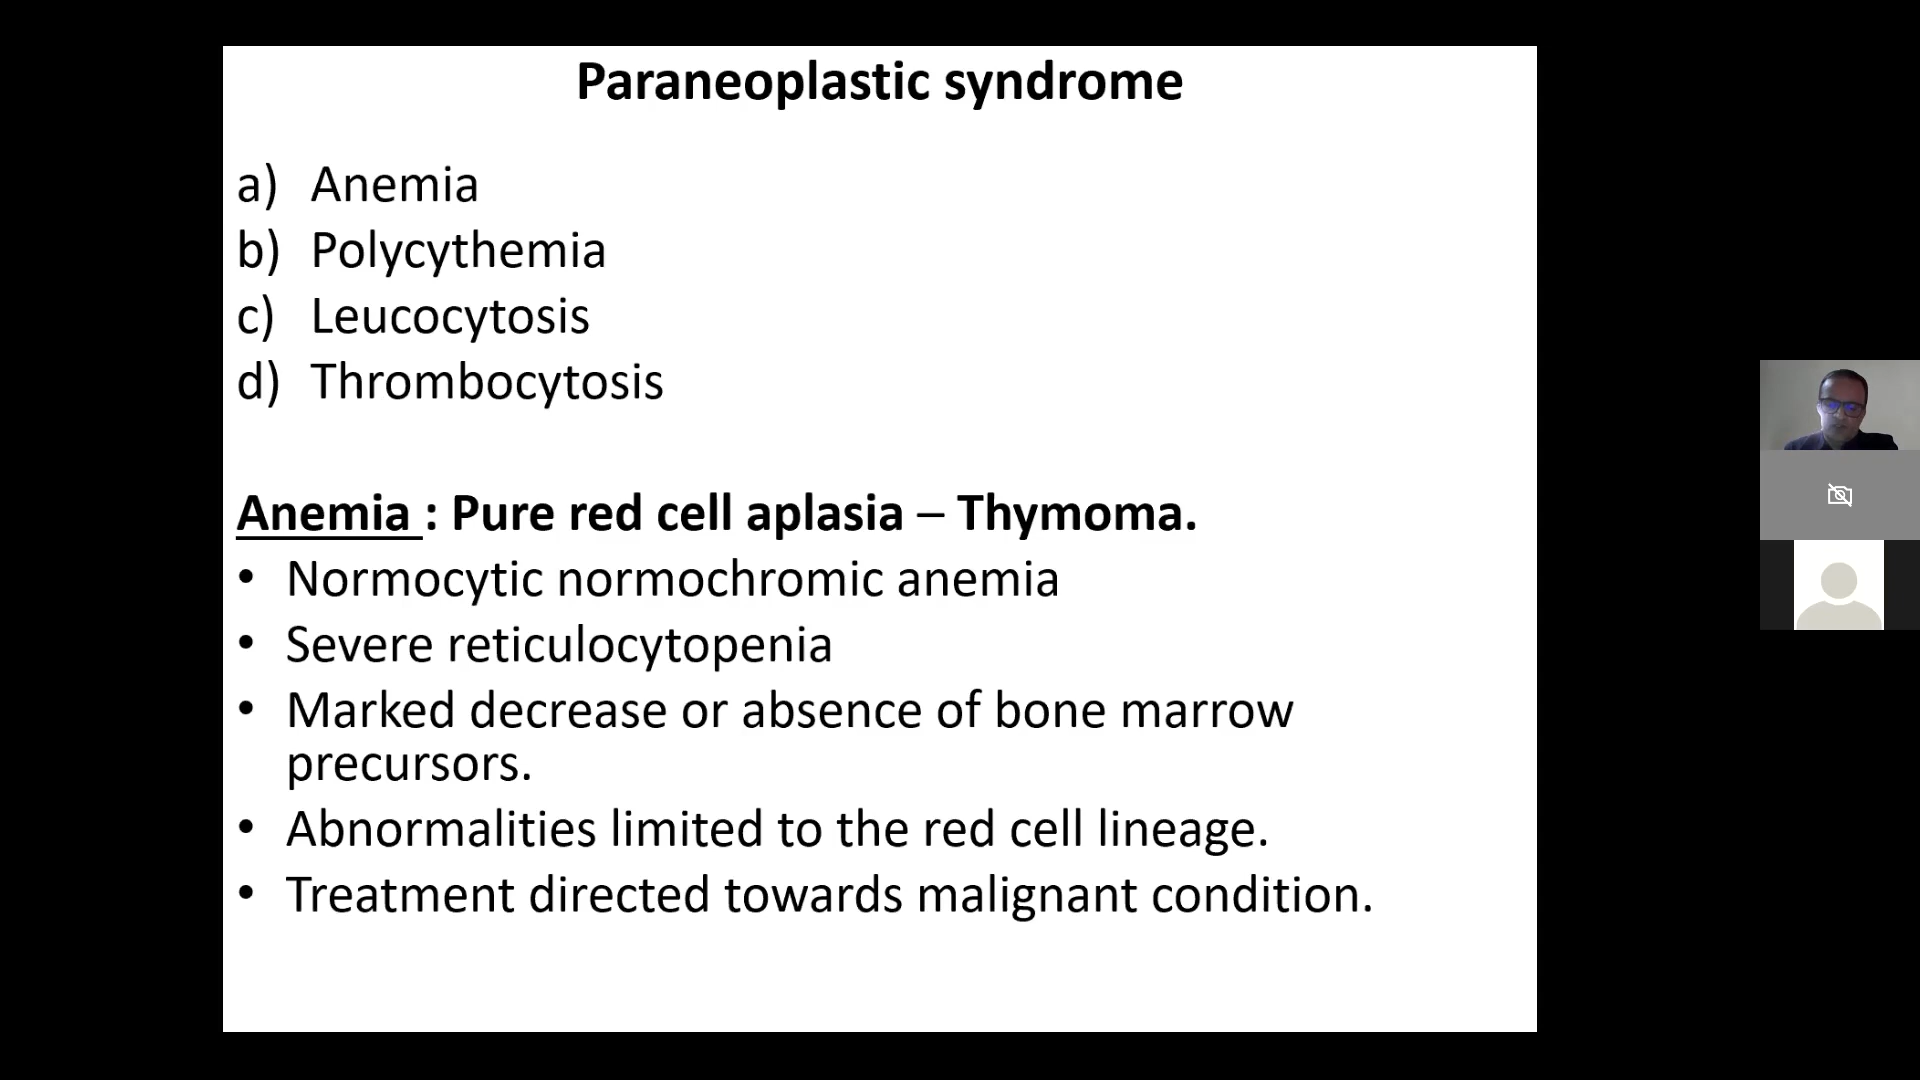 Paraneoplastic syndrome
a) Anemia
b) Polycythemia
c) Leucocytosis
d) Thrombocytosis
Anemia : Pure red cell aplasia – Thymoma.
• Normocytic normochromic anemia
• Severe reticulocytopenia
• Marked decrease or absence of bone marrow
precursors.
• Abnormalities limited to the red cell lineage.
• Treatment directed towards malignant condition.